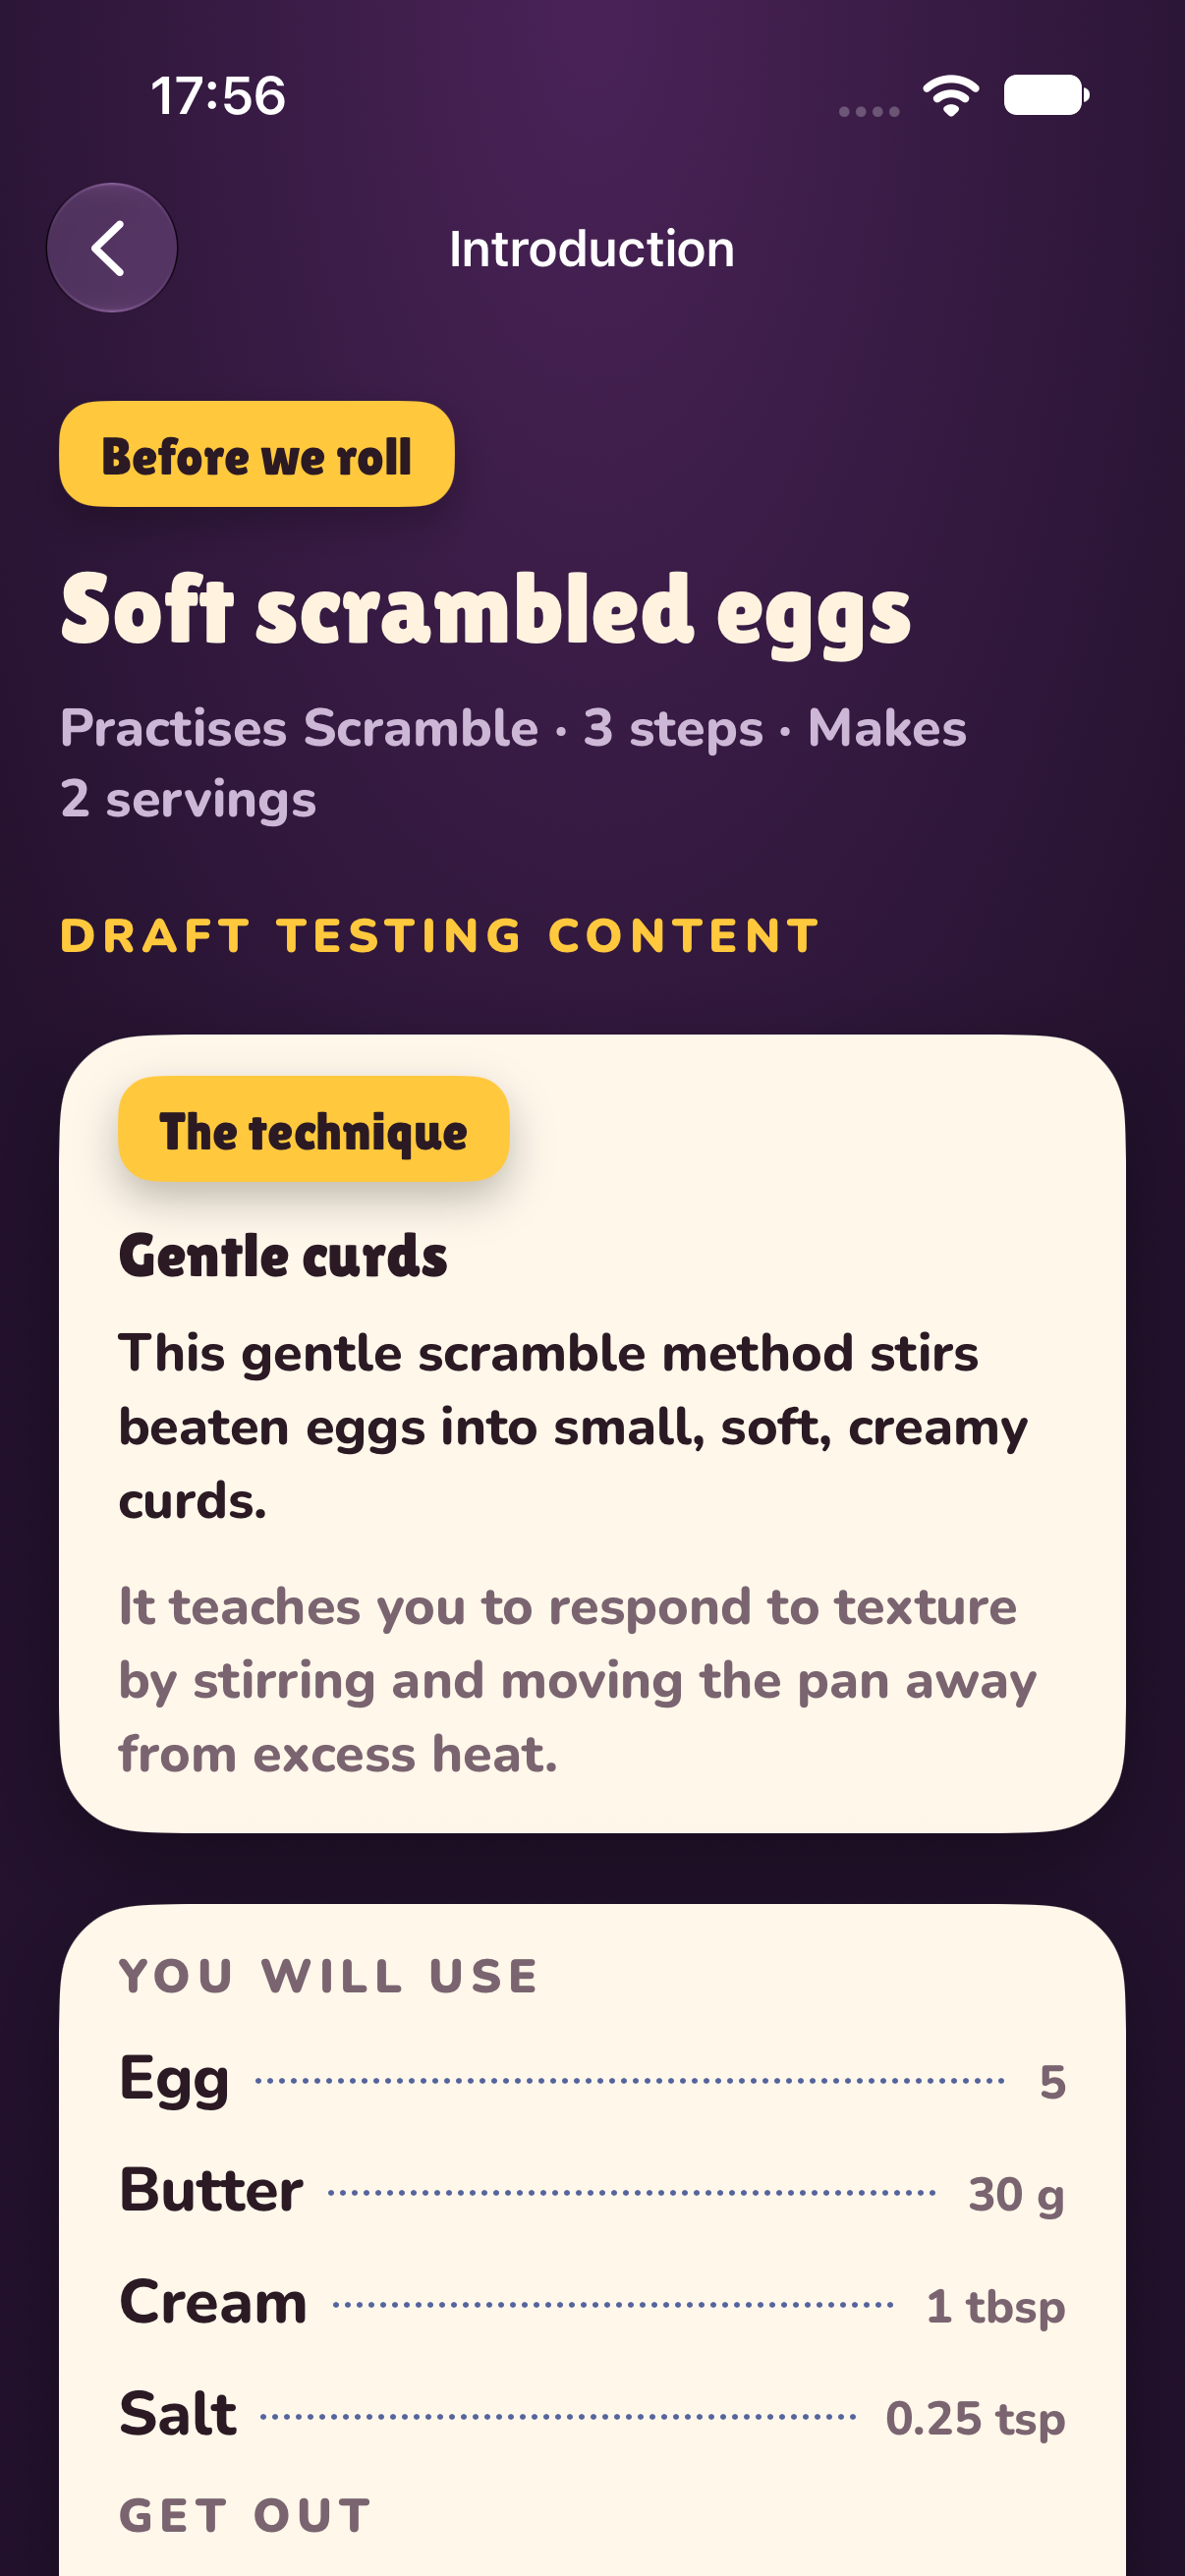 17:56
Introduction
Before we roll
Soft scrambled eggs
Practises Scramble · 3 steps · Makes
2 servings
DRAFT TESTING CONTENT
The technique
Gentle curds
This gentle scramble method stirs
beaten eggs into small, soft, creamy
curds.
It teaches you to respond to texture
by stirring and moving the pan away
from excess heat.
YOU WILL USE
Egg 5
Butter 30 g
Cream 1 tbsp
Salt 0.25 tsp
GET OUT